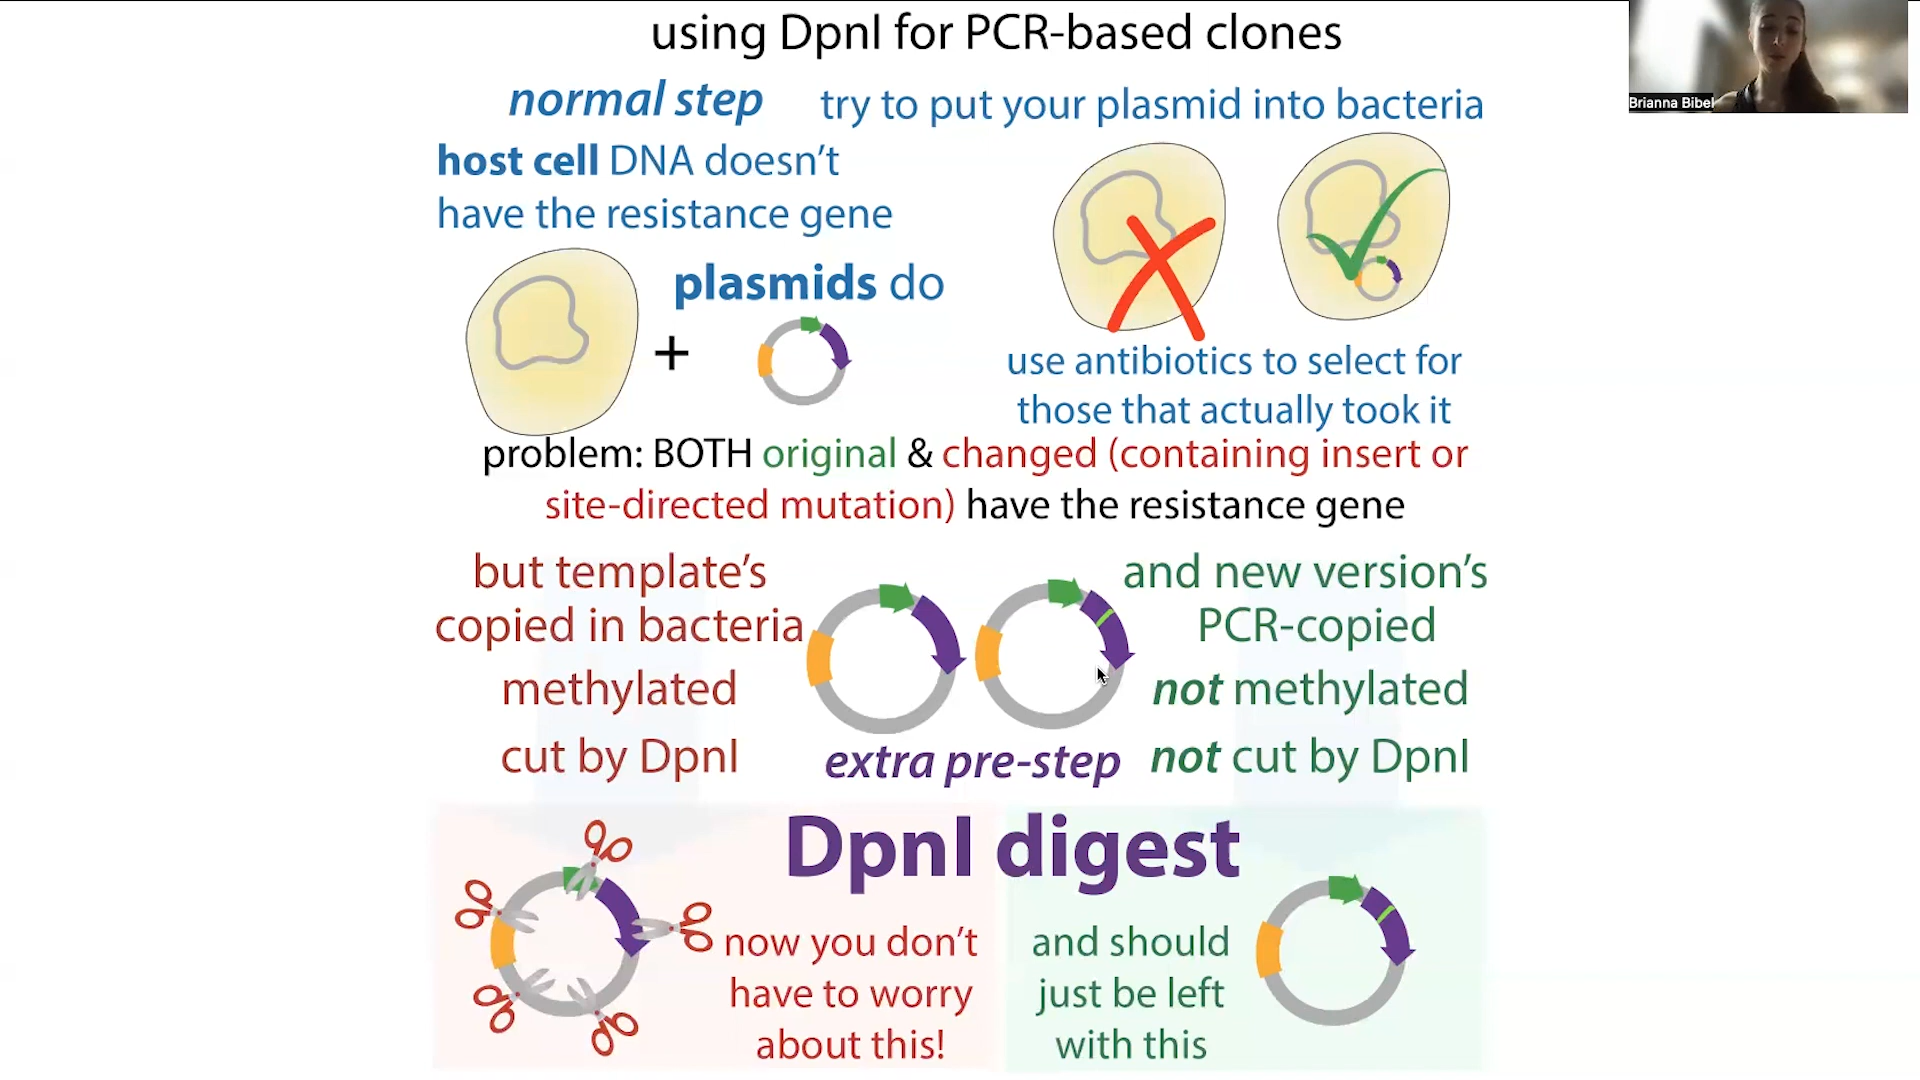 using DpnI for PCR-based clones
Brianna Bibel
normal step
try to put your plasmid into bacteria
host cell DNA doesn’t
have the resistance gene
plasmids do
+
use antibiotics to select for
those that actually took it
problem: BOTH original & changed (containing insert or
site-directed mutation) have the resistance gene
but template’s
copied in bacteria
methylated
cut by DpnI
and new version’s
PCR-copied
not methylated
not cut by DpnI
extra pre-step
DpnI digest
now you don’t
have to worry
about this!
and should
just be left
with this